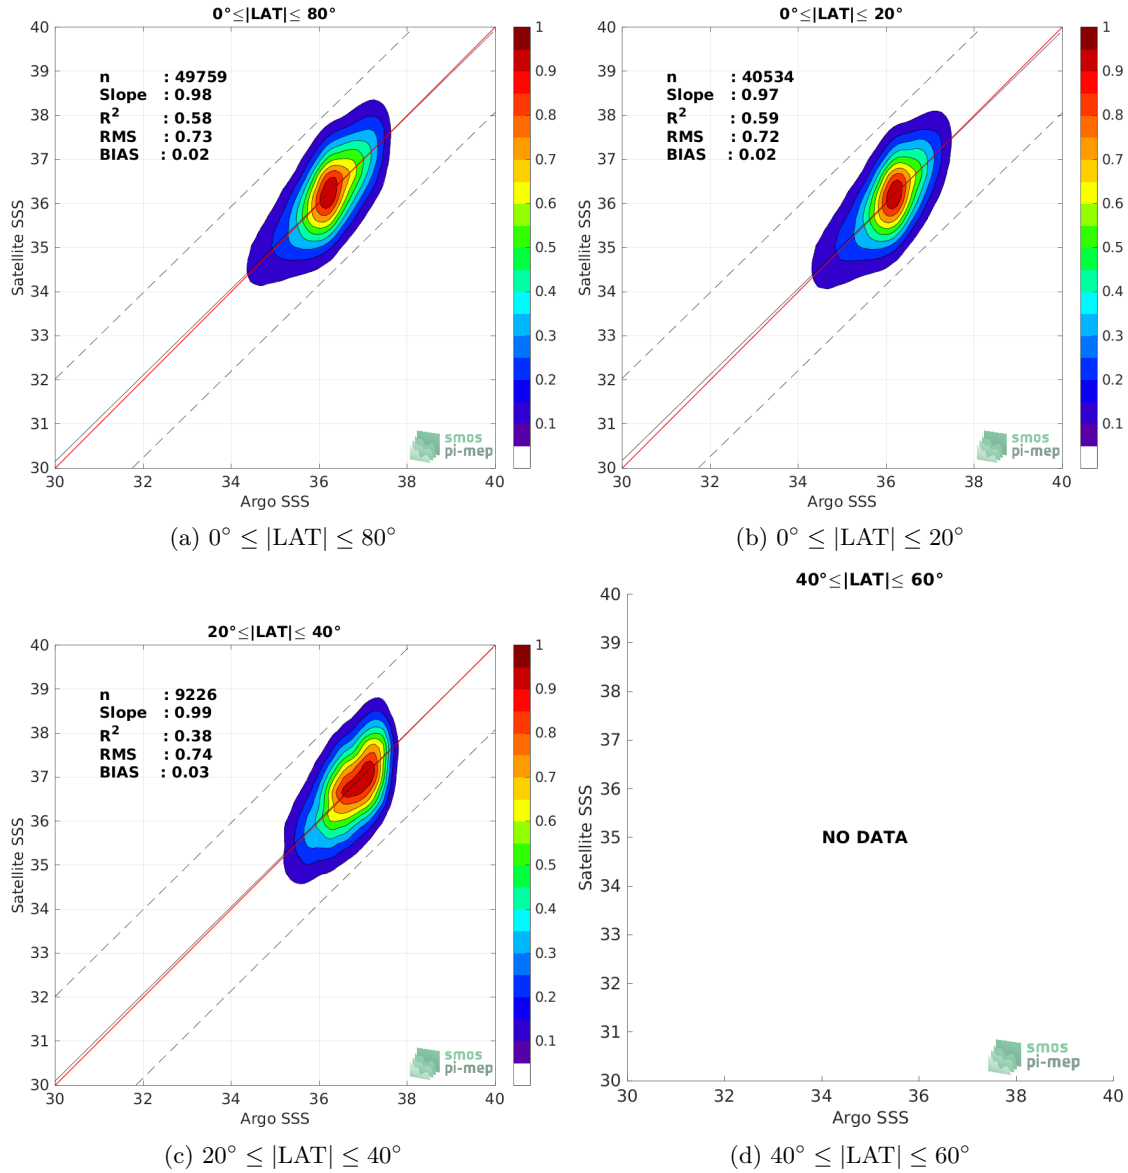 0°≤|LAT|≤ 80°
40
39
38
37
36
35
34
33
32
31
30
Satellite SSS
n : 49759
Slope : 0.98
R² : 0.58
RMS : 0.73
BIAS : 0.02
smos
pi-mep
30 32 34 36 38 40
Argo SSS
1
0.9
0.8
0.7
0.6
0.5
0.4
0.3
0.2
0.1
(a) 0° ≤ |LAT| ≤ 80°
0°≤|LAT|≤ 20°
40
39
38
37
36
35
34
33
32
31
30
Satellite SSS
n : 40534
Slope : 0.97
R² : 0.59
RMS : 0.72
BIAS : 0.02
smos
pi-mep
30 32 34 36 38 40
Argo SSS
1
0.9
0.8
0.7
0.6
0.5
0.4
0.3
0.2
0.1
(b) 0° ≤ |LAT| ≤ 20°
20°≤|LAT|≤ 40°
40
39
38
37
36
35
34
33
32
31
30
Satellite SSS
n : 9226
Slope : 0.99
R² : 0.38
RMS : 0.74
BIAS : 0.03
smos
pi-mep
30 32 34 36 38 40
Argo SSS
1
0.9
0.8
0.7
0.6
0.5
0.4
0.3
0.2
0.1
(c) 20° ≤ |LAT| ≤ 40°
40°≤|LAT|≤ 60°
40
39
38
37
36
35
34
33
32
31
30
Satellite SSS
NO DATA
smos
pi-mep
30 32 34 36 38 40
Argo SSS
(d) 40° ≤ |LAT| ≤ 60°